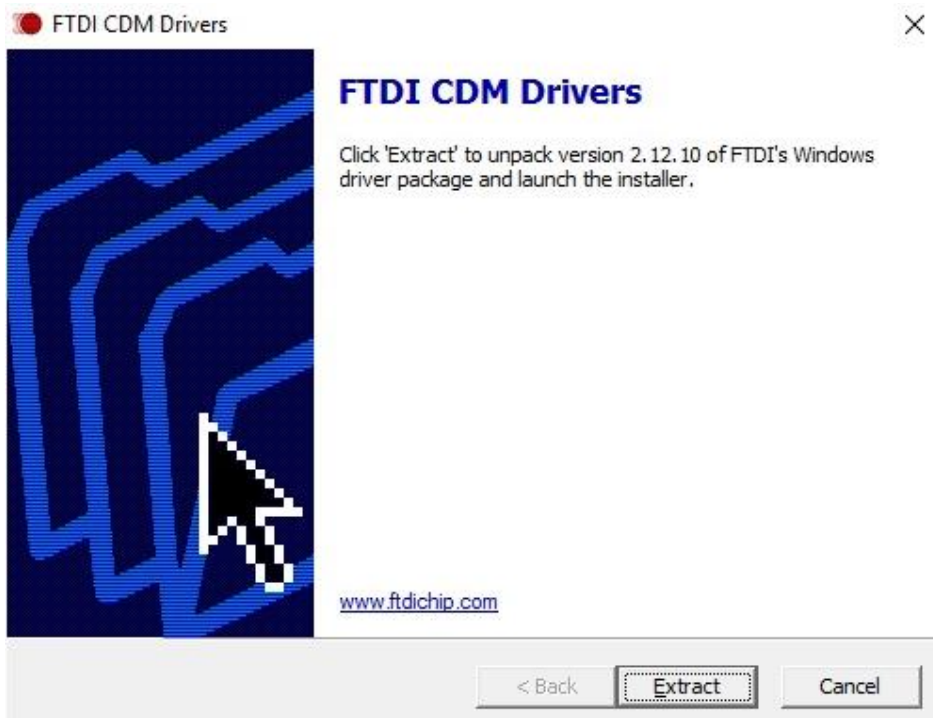 FTDI CDM Drivers
FTDI CDM Drivers
Click 'Extract' to unpack version 2.12.10 of FTDI's Windows
driver package and launch the installer.
www.ftdichip.com
< Back
Extract
Cancel